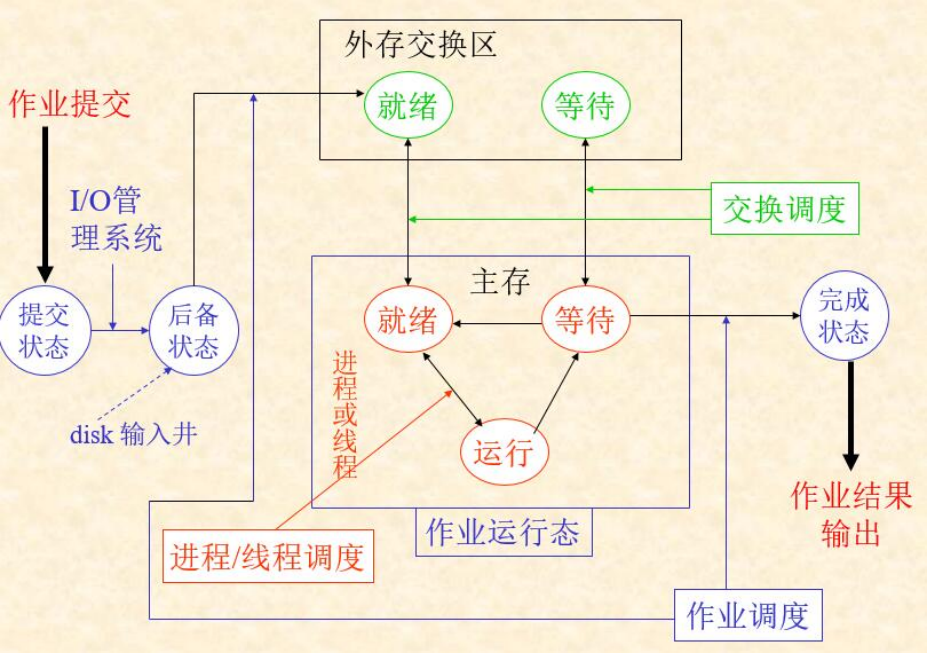 外存交换区
就绪
等待
作业提交
I/O管
理系统
交换调度
主存
提交
状态
后备
状态
就绪
等待
完成
状态
进程或线程
disk 输入井
运行
作业结果
输出
作业运行态
进程/线程调度
作业调度